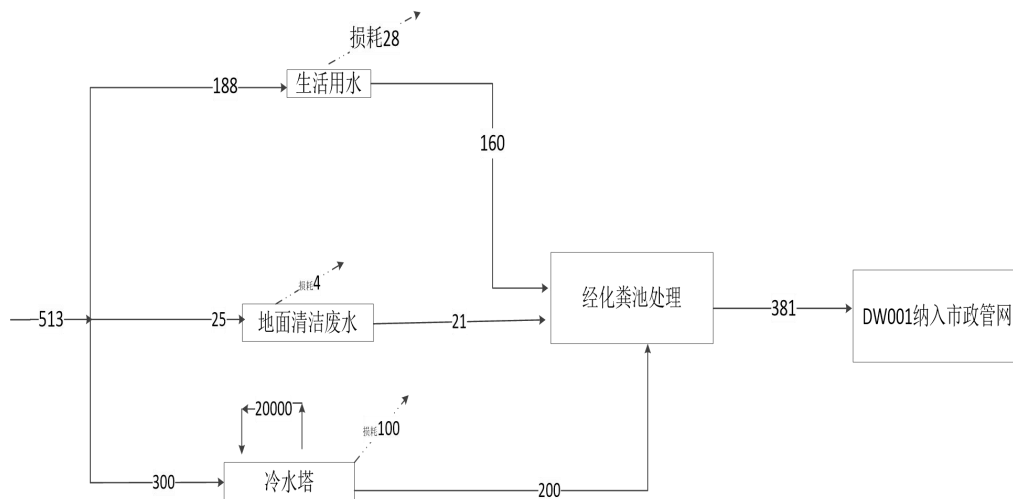 损耗28
188
生活用水
160
损耗4
513
25
地面清洁废水
21
经化粪池处理
381
DW001纳入市政管网
20000
损耗100
300
冷水塔
200